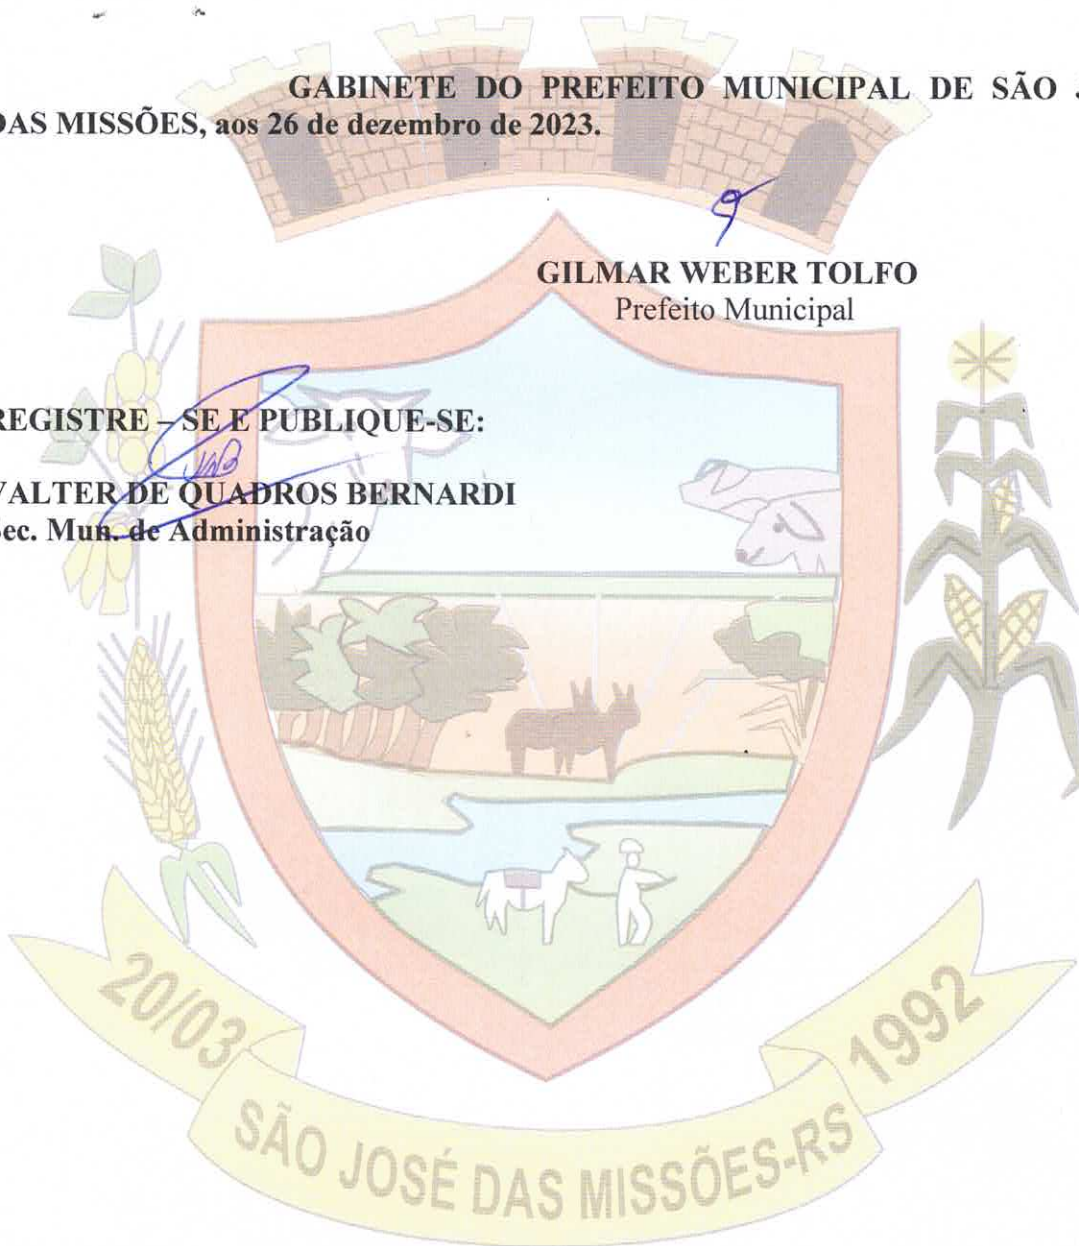 GABINETE DO PREFEITO MUNICIPAL DE SÃO J
DAS MISSÕES, aos 26 de dezembro de 2023.
GILMAR WEBER TOLFO
Prefeito Municipal
REGISTRE – SE E PUBLIQUE-SE:
VALTER DE QUADROS BERNARDI
Sec. Mun. de Administração
20/03
1992
SÃO JOSÉ DAS MISSÕES-RS